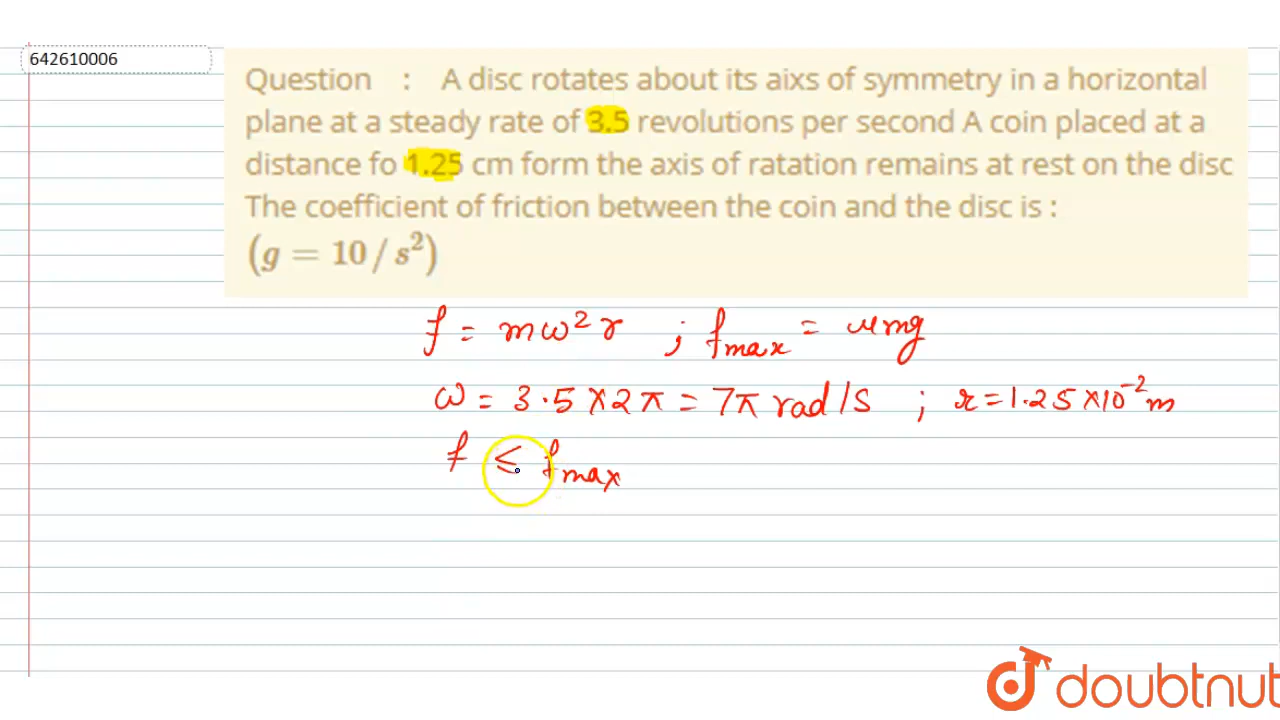 642610006
Question : A disc rotates about its aixs of symmetry in a horizontal
plane at a steady rate of 3.5 revolutions per second A coin placed at a
distance fo 1.25 cm form the axis of ratation remains at rest on the disc
The coefficient of friction between the coin and the disc is :
(g = 10 / s²)
f = mω²r ; fmax = μmg
ω = 3.5 × 2π = 7π rad/s ; r = 1.25 × 10⁻² m
f ≤ fmax
doubtnut